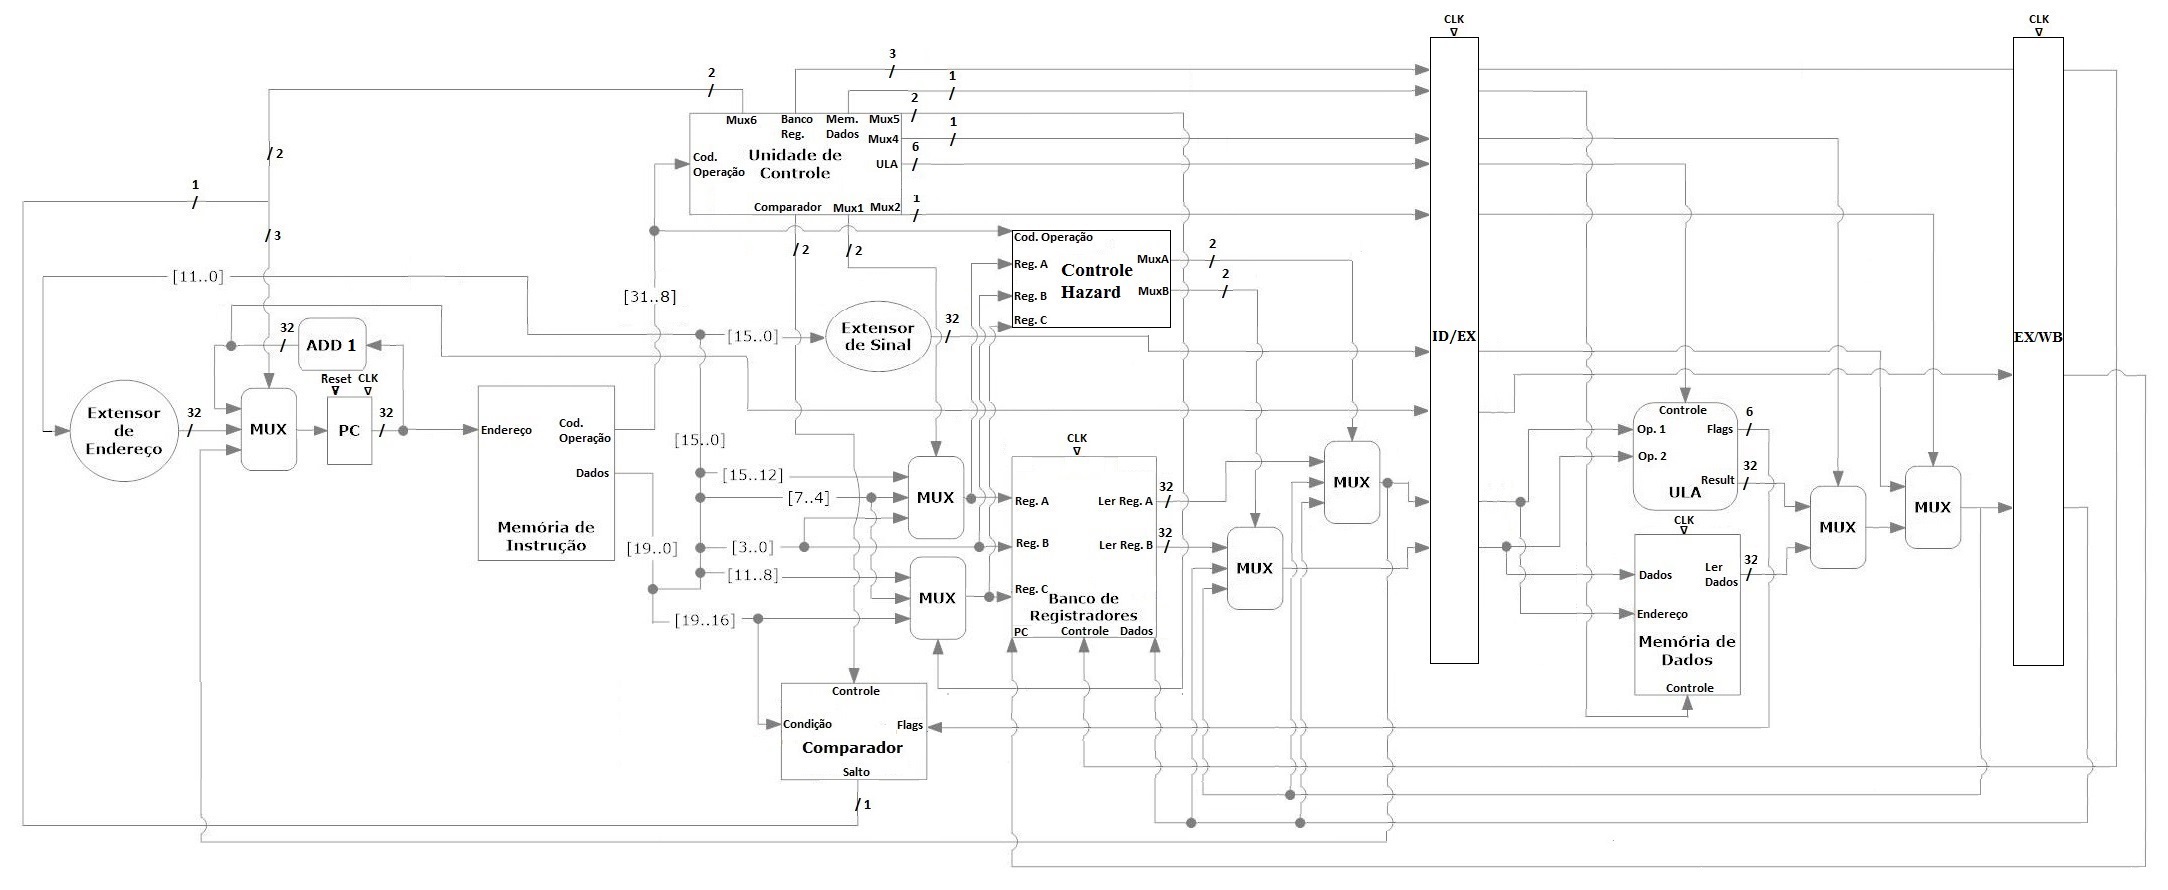 CLK
CLK
3
2
1
2
Mux6
Banco
Reg.
Mem.
Dados
Mux5
Mux4
1
Unidade de
Controle
Cod.
Operação
ULA
6
Comparador
Mux1
Mux2
1
/2
1
/3
/2
/2
Cod. Operação
Reg. A
Reg. B
Reg. C
Controle
Hazard
MuxA
MuxB
2
2
[11..0]
[31..8]
32
ADD 1
[15..0]
Extensor
de Sinal
32
ID/EX
EX/WB
Reset
CLK
Extensor
de
Endereço
32
MUX
PC
32
Endereço
Cod.
Operação
Dados
Memória de
Instrução
[15..0]
[15..12]
[7..4]
[3..0]
[11..8]
[19..0]
[19..16]
MUX
MUX
CLK
Reg. A
Reg. B
Reg. C
Ler Reg. A
Ler Reg. B
32
32
Banco de
Registradores
PC
Controle
Dados
MUX
MUX
Controle
Op. 1
Op. 2
Flags
6
Result
32
ULA
CLK
Dados
Ler
Dados
32
Endereço
Memória de
Dados
Controle
MUX
MUX
Controle
Condição
Flags
Comparador
Salto
/1